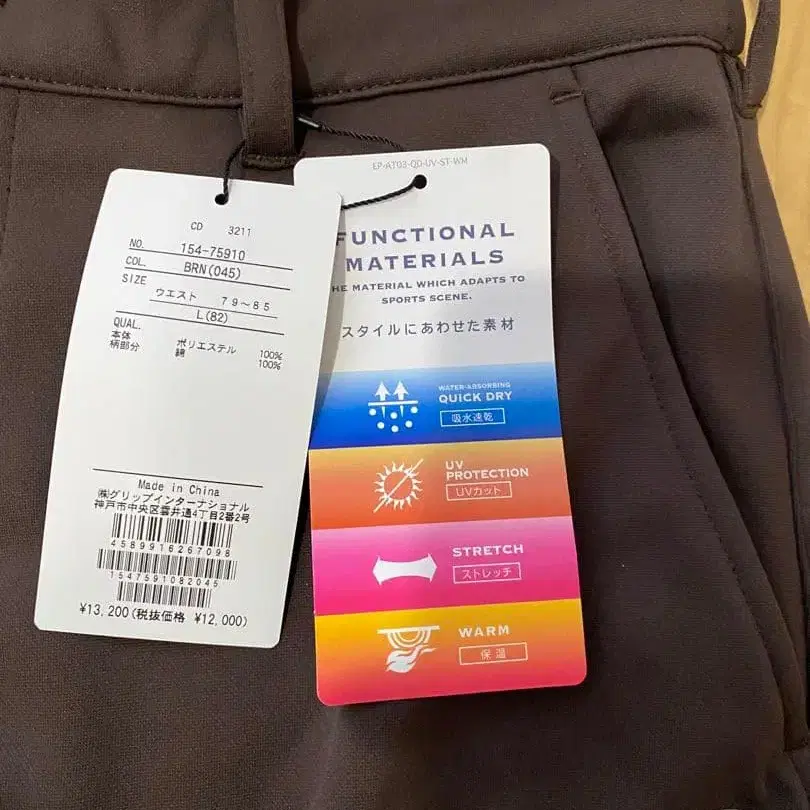 CD 3211
NO. 154-75910
COL. BRN(045)
SIZE
ウエスト 79～85
L(82)
QUAL.
本体 ポリエステル 100%
柄部分 綿 100%
Made in China
㈱グリップインターナショナル
神戸市中央区雲井通4丁目2番2号
4589916267098
1547591082045
¥13,200(税抜価格 ¥12,000)
EP-AT03-QD-UV-ST-WM
FUNCTIONAL
MATERIALS
THE MATERIAL WHICH ADAPTS TO
SPORTS SCENE.
スタイルにあわせた素材
WATER-ABSORBING
QUICK DRY
吸水速乾
UV
PROTECTION
UVカット
STRETCH
ストレッチ
WARM
保温